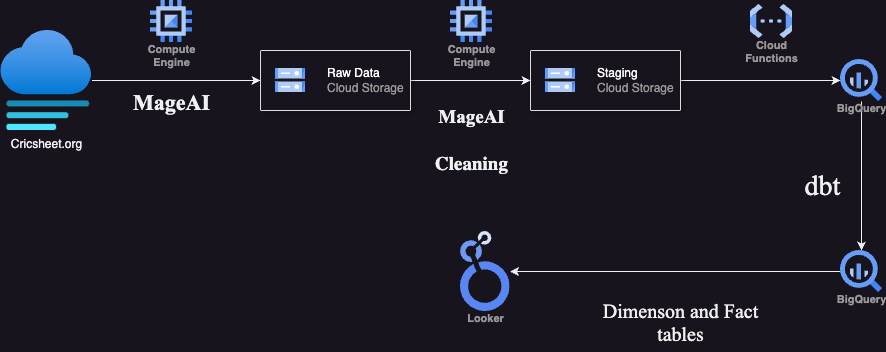 Compute
Engine
Compute
Engine
Cloud
Functions
Raw Data
Cloud Storage
Staging
Cloud Storage
MageAI
MageAI
BigQuery
Cricsheet.org
Cleaning
dbt
BigQuery
Looker
Dimenson and Fact
tables